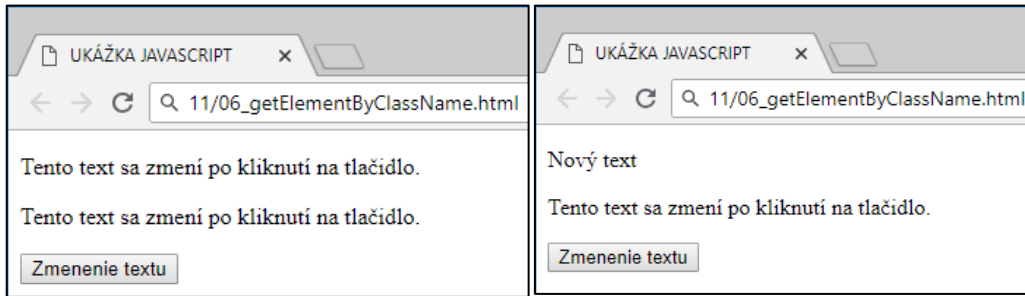 UKÁŽKA JAVASCRIPT
11/06_getElementByClassName.html
Tento text sa zmení po kliknutí na tlačidlo.
Tento text sa zmení po kliknutí na tlačidlo.
Zmenenie textu
UKÁŽKA JAVASCRIPT
11/06_getElementByClassName.html
Nový text
Tento text sa zmení po kliknutí na tlačidlo.
Zmenenie textu